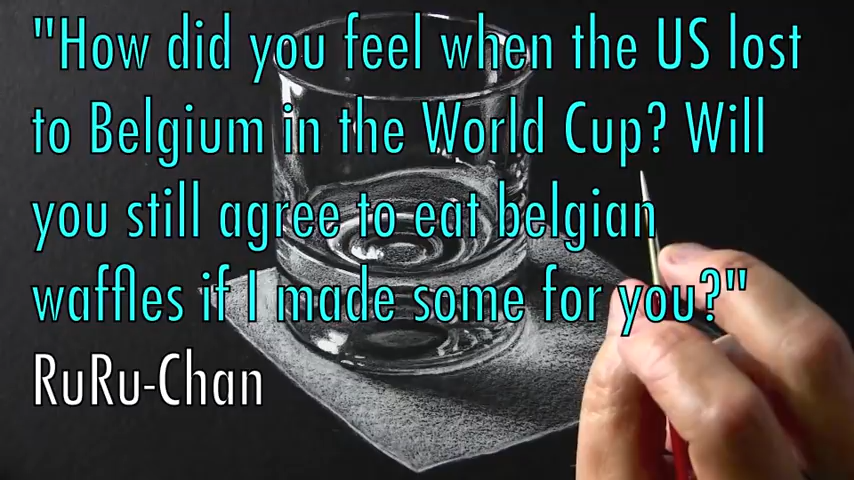 "How did you feel when the US lost
to Belgium in the World Cup? Will
you still agree to eat belgian
waffles if I made some for you?"
RuRu-Chan